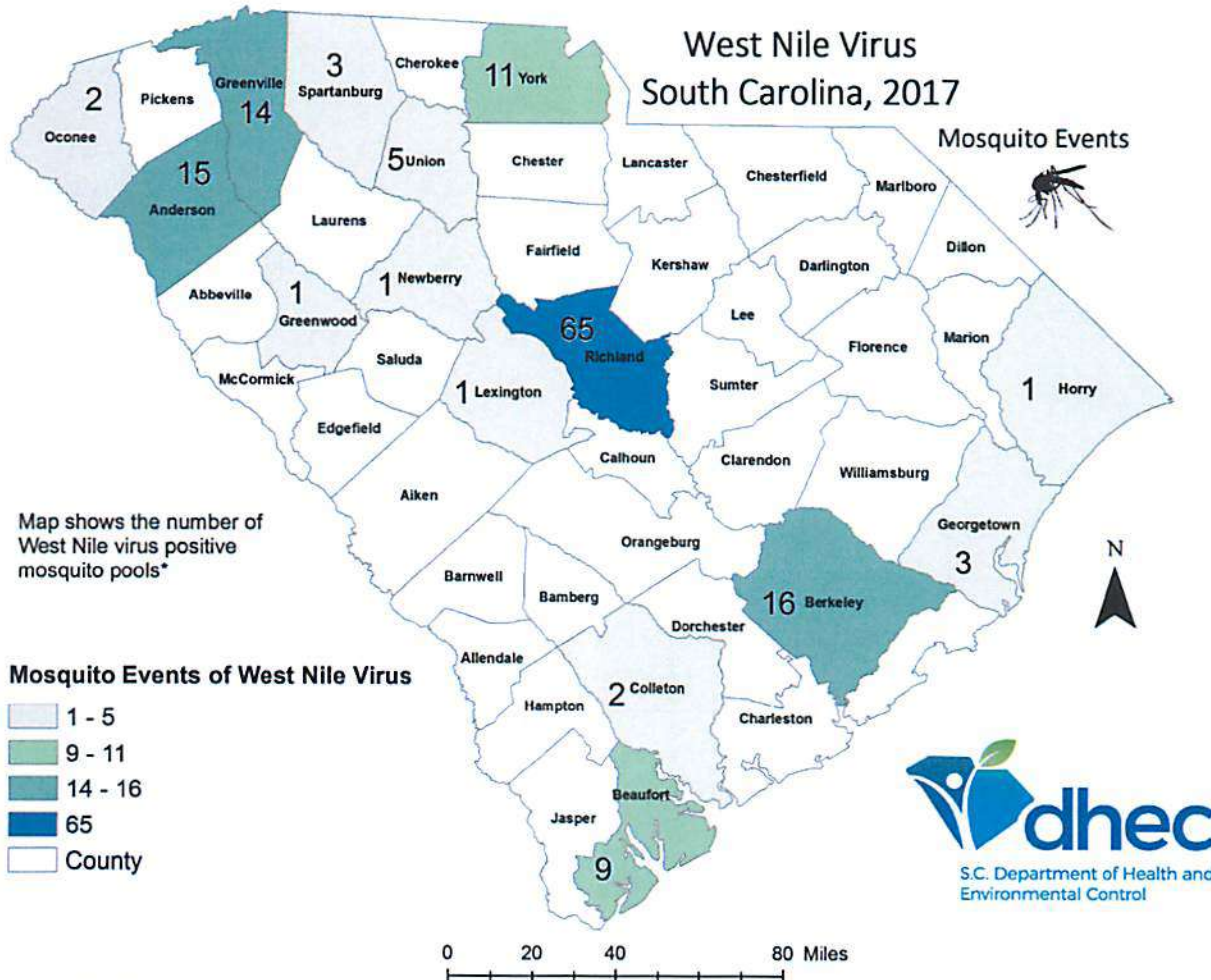 West Nile Virus
South Carolina, 2017
Mosquito Events
2
Oconee
Pickens
Greenville
14
3
Spartanburg
Cherokee
11 York
15
Anderson
5 Union
Chester
Lancaster
Chesterfield
Marlboro
Laurens
Dillon
Fairfield
Kershaw
Darlington
Abbeville
1
Greenwood
1 Newberry
Lee
Marion
65
Richland
Florence
Saluda
McCormick
Sumter
1 Lexington
1 Horry
Edgefield
Calhoun
Clarendon
Williamsburg
Aiken
Georgetown
3
Orangeburg
N
Map shows the number of
West Nile virus positive
mosquito pools*
Barnwell
Bamberg
16 Berkeley
Dorchester
Allendale
2 Colleton
Hampton
Charleston
Beaufort
Jasper
9
Mosquito Events of West Nile Virus
1 - 5
9 - 11
14 - 16
65
County
dhec
S.C. Department of Health and
Environmental Control
0 20 40 80 Miles